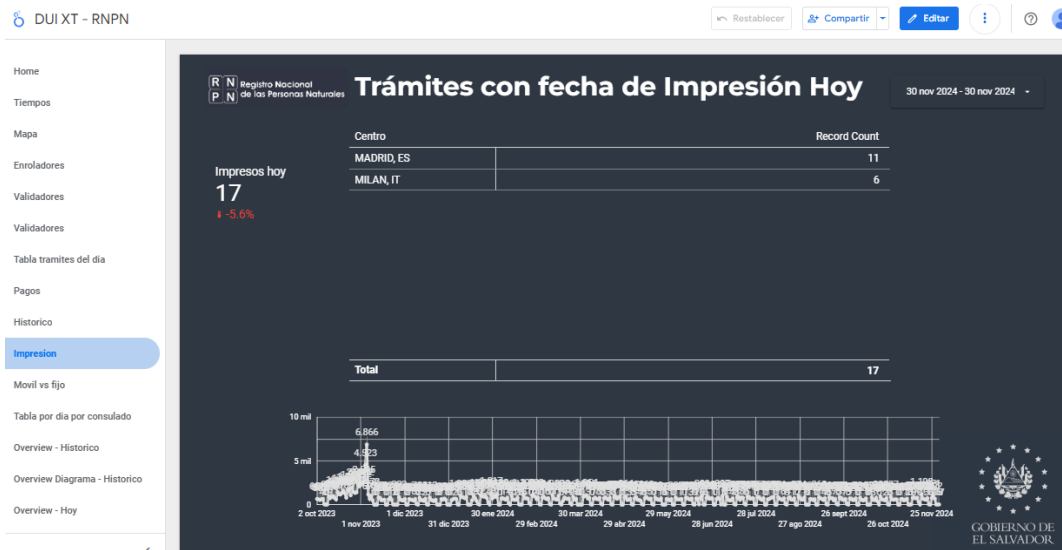 DUI XT - RNPN
Restablecer
Compartir
Editar
Home
Tiempos
Mapa
Enroladores
Validadores
Validadores
Tabla tramites del dia
Pagos
Historico
Impresion
Movil vs fijo
Tabla por dia por consulado
Overview - Historico
Overview Diagrama - Historico
Overview - Hoy
R N Registro Nacional
P N de las Personas Naturales
Trámites con fecha de Impresión Hoy
30 nov 2024 - 30 nov 2024
Impresos hoy
17
-5.6%
Centro Record Count
MADRID, ES 11
MILAN, IT 6
Total 17
10 mil
6,866
4,923
5 mil
0
2 oct 2023 1 dic 2023 30 ene 2024 30 mar 2024 29 may 2024 28 jul 2024 26 sept 2024 25 nov 2024
1 nov 2023 31 dic 2023 29 feb 2024 29 abr 2024 28 jun 2024 27 ago 2024 26 oct 2024
GOBIERNO DE
EL SALVADOR